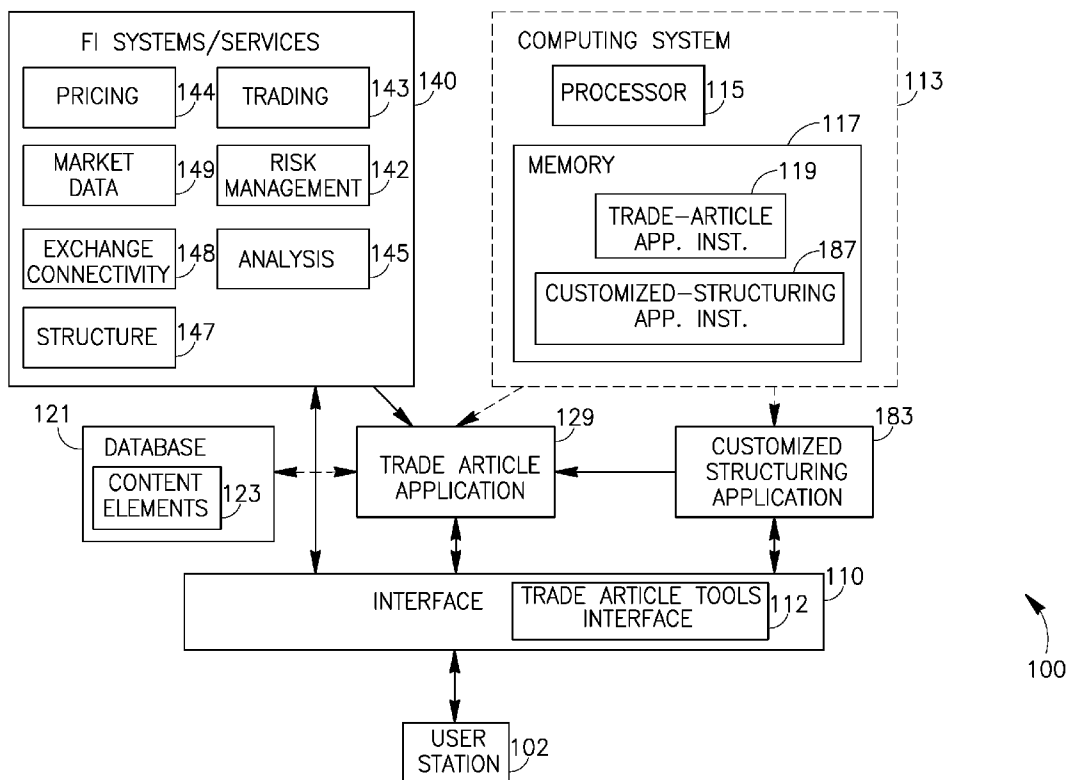 FI SYSTEMS/SERVICES
PRICING
144
TRADING
143
140
MARKET
DATA
149
RISK
MANAGEMENT
142
EXCHANGE
CONNECTIVITY
148
ANALYSIS
145
STRUCTURE
147
COMPUTING SYSTEM
PROCESSOR
115
113
117
MEMORY
119
TRADE-ARTICLE
APP. INST.
187
CUSTOMIZED-STRUCTURING
APP. INST.
121
DATABASE
CONTENT
ELEMENTS
123
129
TRADE ARTICLE
APPLICATION
183
CUSTOMIZED
STRUCTURING
APPLICATION
110
INTERFACE
TRADE ARTICLE TOOLS
INTERFACE
112
100
USER
STATION
102